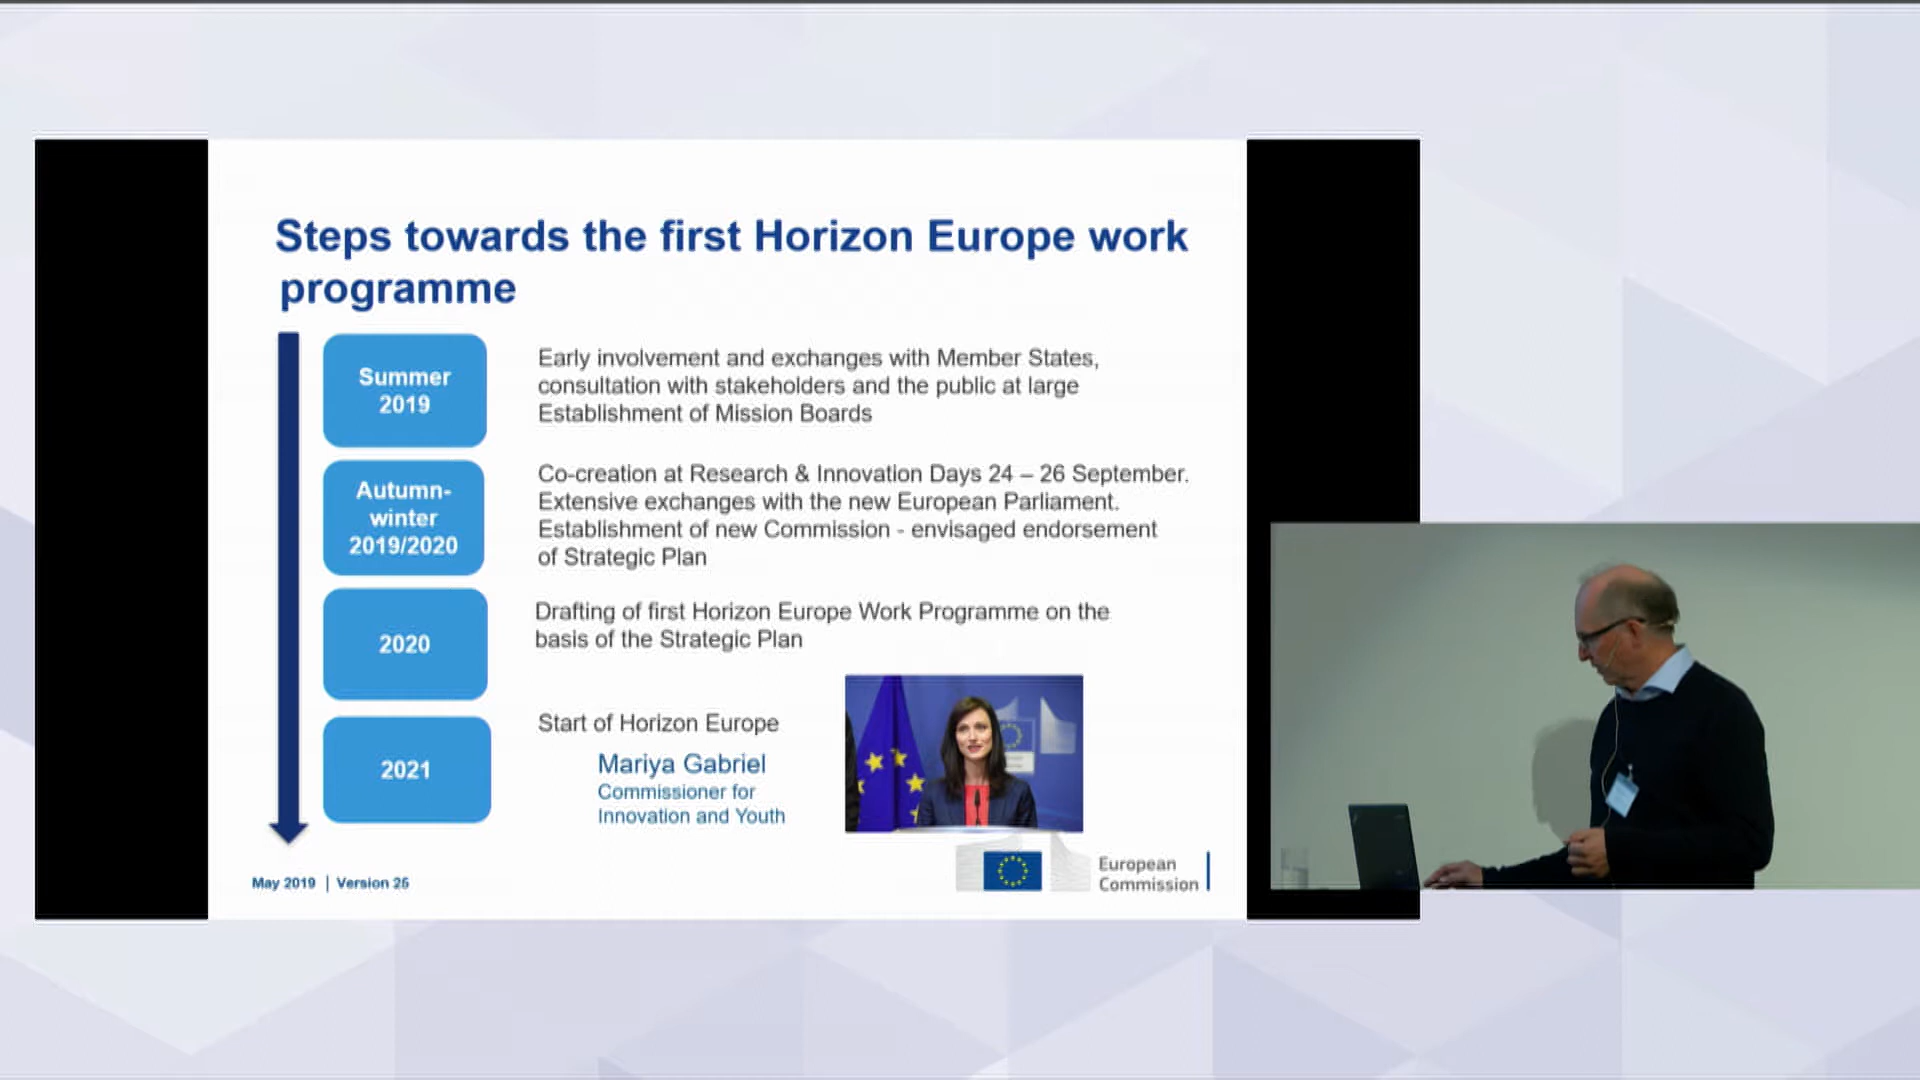 Steps towards the first Horizon Europe work
programme
Summer
2019
Early involvement and exchanges with Member States,
consultation with stakeholders and the public at large
Establishment of Mission Boards
Autumn-
winter
2019/2020
Co-creation at Research & Innovation Days 24 – 26 September.
Extensive exchanges with the new European Parliament.
Establishment of new Commission - envisaged endorsement
of Strategic Plan
2020
Drafting of first Horizon Europe Work Programme on the
basis of the Strategic Plan
2021
Start of Horizon Europe
Mariya Gabriel
Commissioner for
Innovation and Youth
May 2019 | Version 25
European
Commission